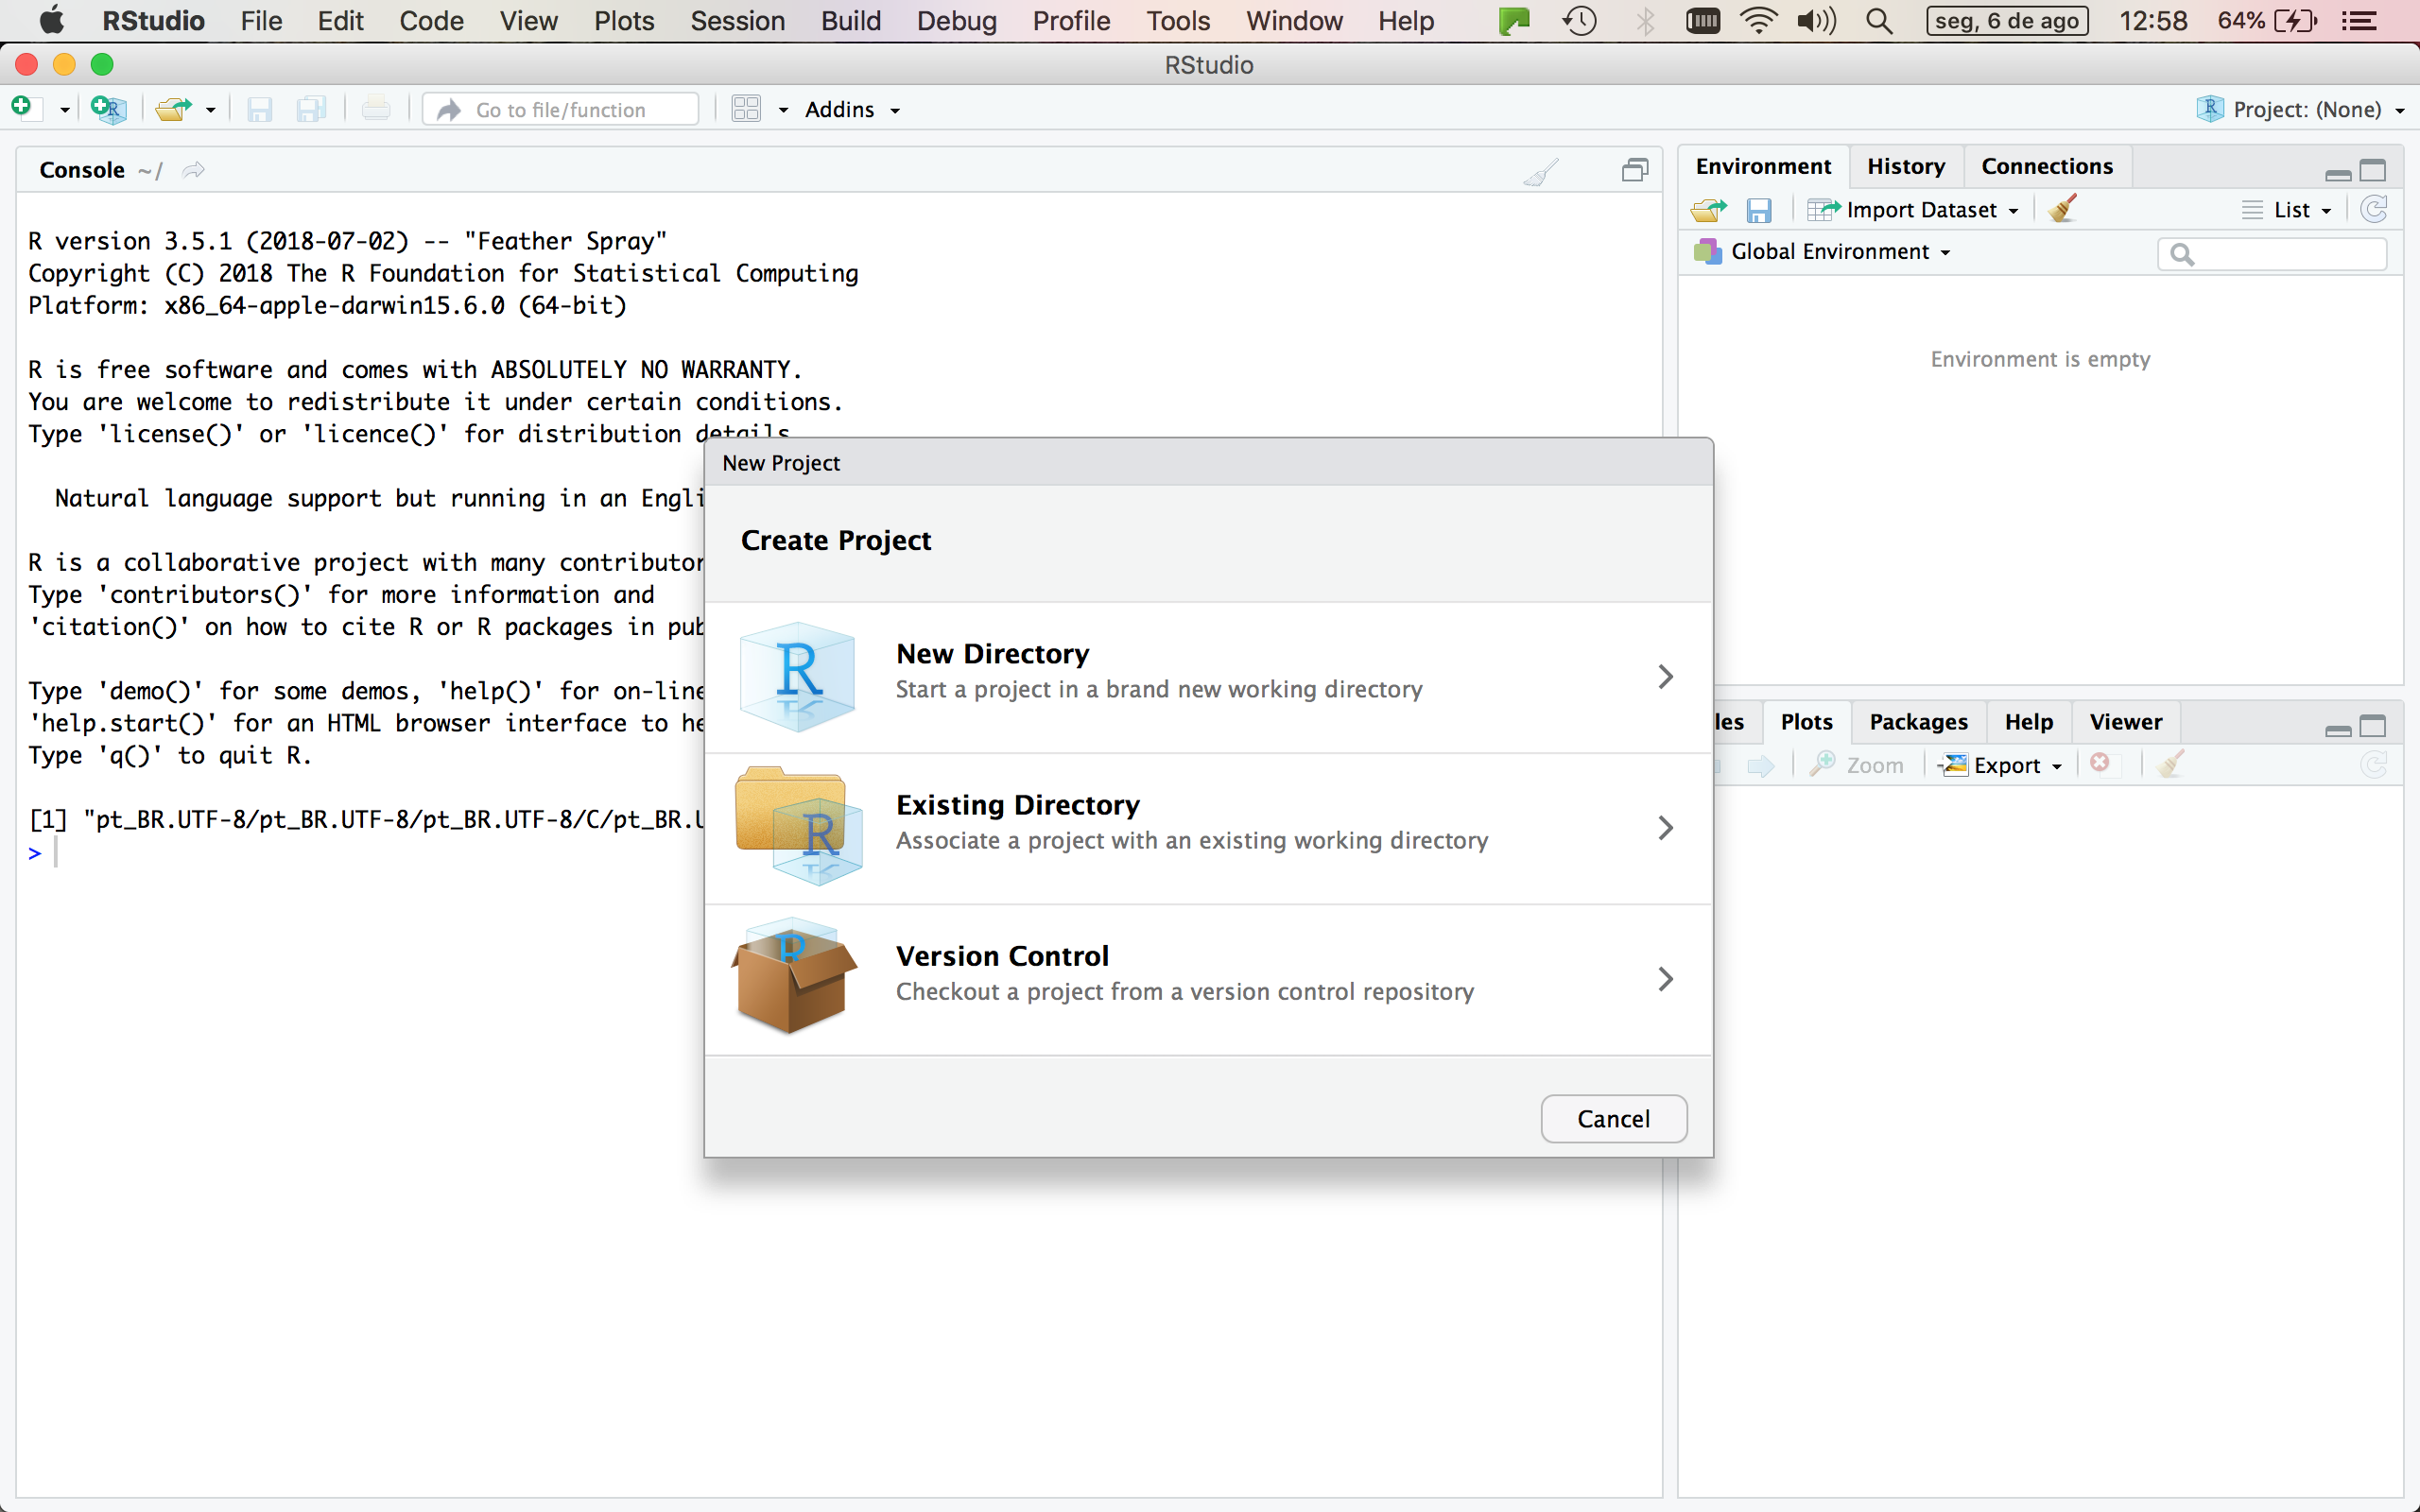 RStudio File Edit Code View Plots Session Build Debug Profile Tools Window Help seg, 6 de ago 12:58 64%
RStudio
Go to file/function Addins Project: (None)
Console ~/
R version 3.5.1 (2018-07-02) -- "Feather Spray"
Copyright (C) 2018 The R Foundation for Statistical Computing
Platform: x86_64-apple-darwin15.6.0 (64-bit)
R is free software and comes with ABSOLUTELY NO WARRANTY.
You are welcome to redistribute it under certain conditions.
Type 'license()' or 'licence()' for distribution details
Natural language support but running in an Engli
R is a collaborative project with many contributor
Type 'contributors()' for more information and
'citation()' on how to cite R or R packages in pub
Type 'demo()' for some demos, 'help()' for on-line
'help.start()' for an HTML browser interface to he
Type 'q()' to quit R.
[1] "pt_BR.UTF-8/pt_BR.UTF-8/pt_BR.UTF-8/C/pt_BR.U
>
New Project
Create Project
R
New Directory
Start a project in a brand new working directory
R
Existing Directory
Associate a project with an existing working directory
R
Version Control
Checkout a project from a version control repository
Cancel
Environment History Connections
Import Dataset List
Global Environment
Environment is empty
les Plots Packages Help Viewer
Zoom Export